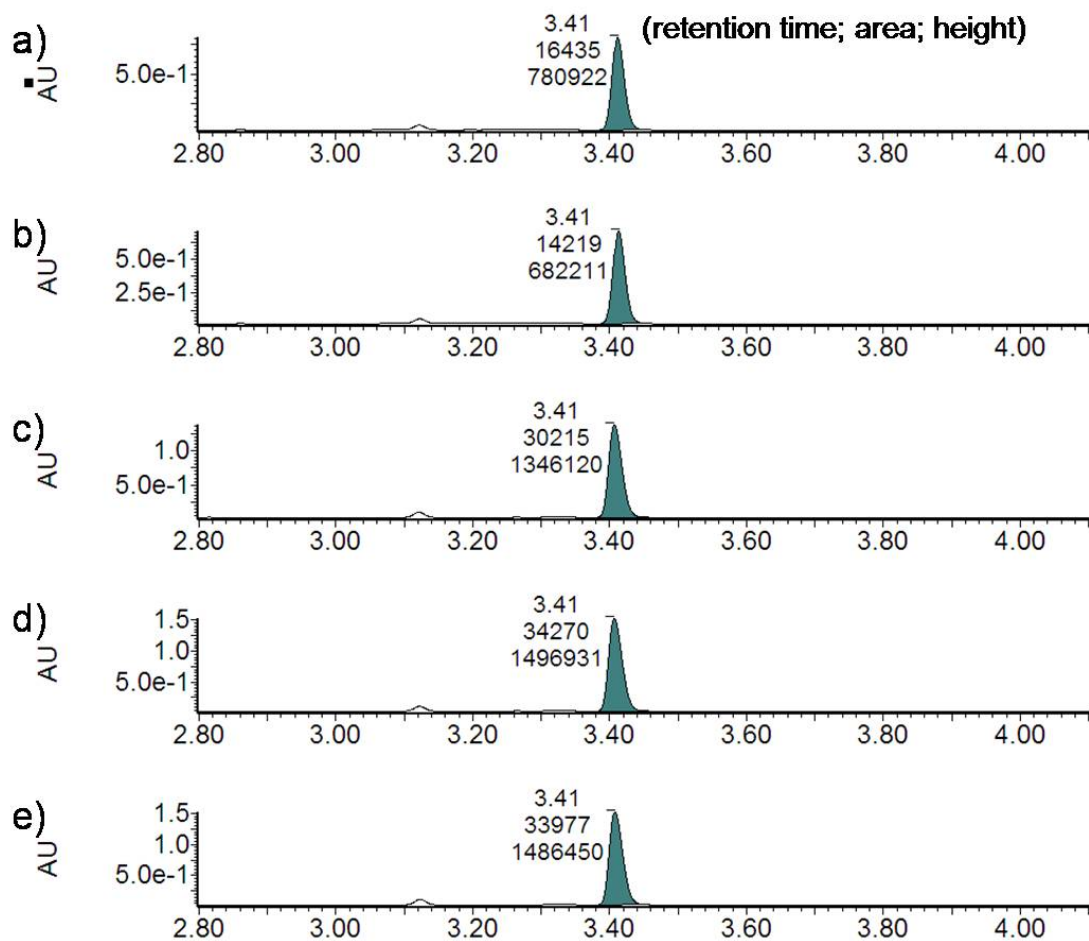 a)
(retention time; area; height)
3.41
16435
780922
5.0e-1
AU
2.80 3.00 3.20 3.40 3.60 3.80 4.00
b)
3.41
14219
682211
5.0e-1
2.5e-1
AU
2.80 3.00 3.20 3.40 3.60 3.80 4.00
c)
3.41
30215
1346120
1.0
5.0e-1
AU
2.80 3.00 3.20 3.40 3.60 3.80 4.00
d)
3.41
34270
1496931
1.5
1.0
5.0e-1
AU
2.80 3.00 3.20 3.40 3.60 3.80 4.00
e)
3.41
33977
1486450
1.5
1.0
5.0e-1
AU
2.80 3.00 3.20 3.40 3.60 3.80 4.00